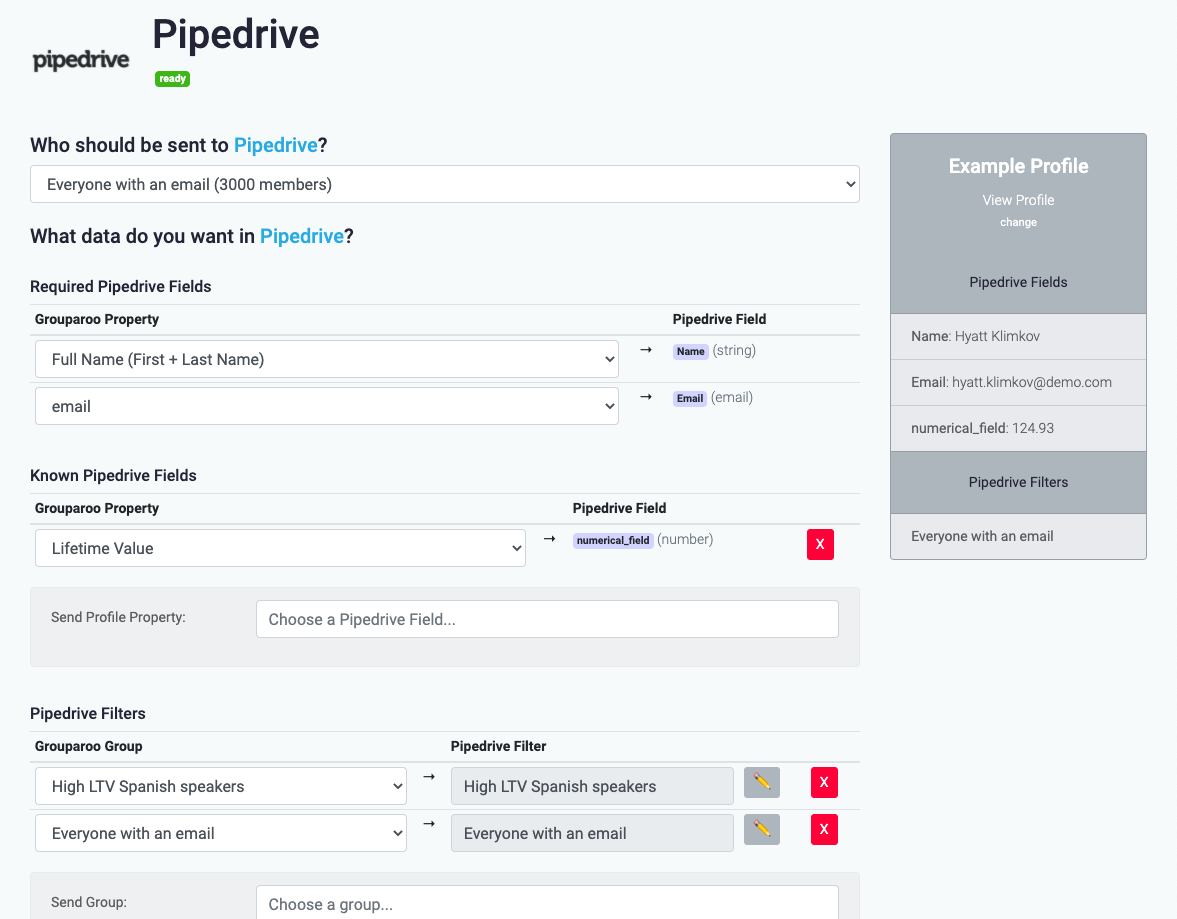 pipedrive
Pipedrive
ready
Who should be sent to Pipedrive?
Everyone with an email (3000 members)
What data do you want in Pipedrive?
Required Pipedrive Fields
Grouparoo Property Pipedrive Field
Full Name (First + Last Name) → Name (string)
email → Email (email)
Known Pipedrive Fields
Grouparoo Property Pipedrive Field
Lifetime Value → numerical_field (number) X
Send Profile Property: Choose a Pipedrive Field...
Pipedrive Filters
Grouparoo Group Pipedrive Filter
High LTV Spanish speakers → High LTV Spanish speakers X
Everyone with an email → Everyone with an email X
Send Group: Choose a group...
Example Profile
View Profile
change
Pipedrive Fields
Name: Hyatt Klimkov
Email: hyatt.klimkov@demo.com
numerical_field: 124.93
Pipedrive Filters
Everyone with an email